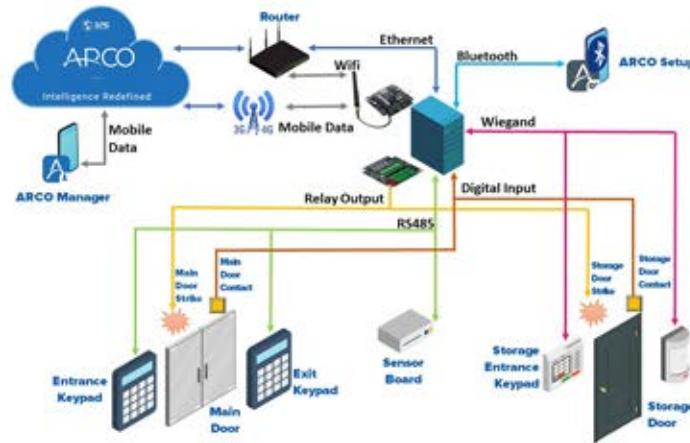 ARCO
Intelligence Redefined
Router
Ethernet
Wifi
Bluetooth
ARCO Setup
3G
4G
Mobile Data
Mobile
Data
ARCO Manager
Wiegand
Relay Output
Digital Input
RS485
Main
Door
Strike
Main
Door
Contact
Storage
Door
Strike
Storage
Door
Contact
Entrance
Keypad
Main
Door
Exit
Keypad
Sensor
Board
Storage
Entrance
Keypad
Storage
Door